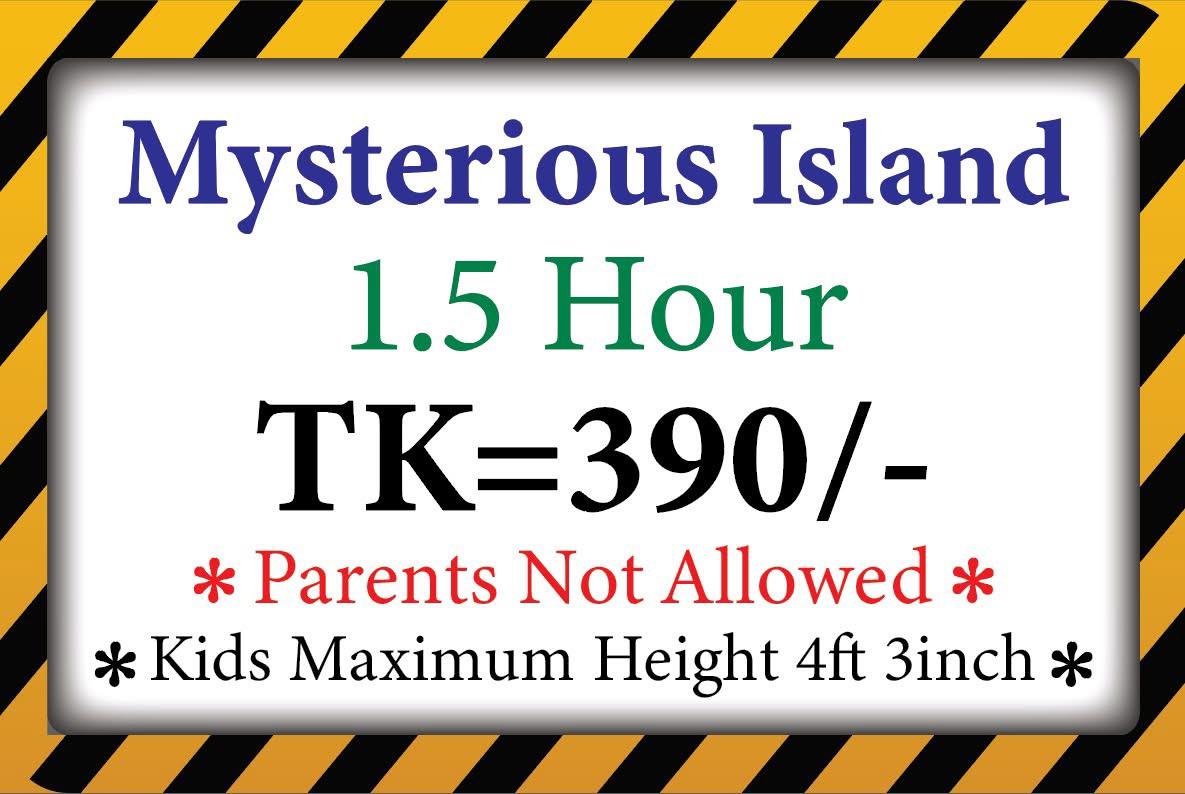 Mysterious Island
1.5 Hour
TK=390/-
* Parents Not Allowed *
* Kids Maximum Height 4ft 3inch *